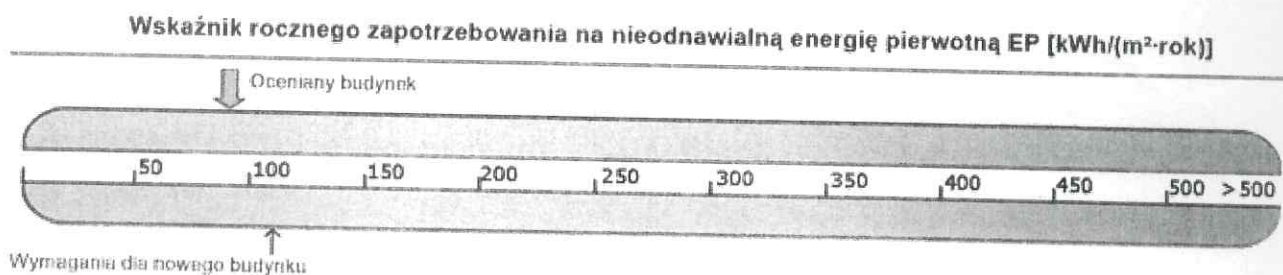 Wskaźnik rocznego zapotrzebowania na nieodnawialną energię pierwotną EP [kWh/(m²·rok)]
Oceniany budynek
50 100 150 200 250 300 350 400 450 500 >500
Wymagania dla nowego budynku